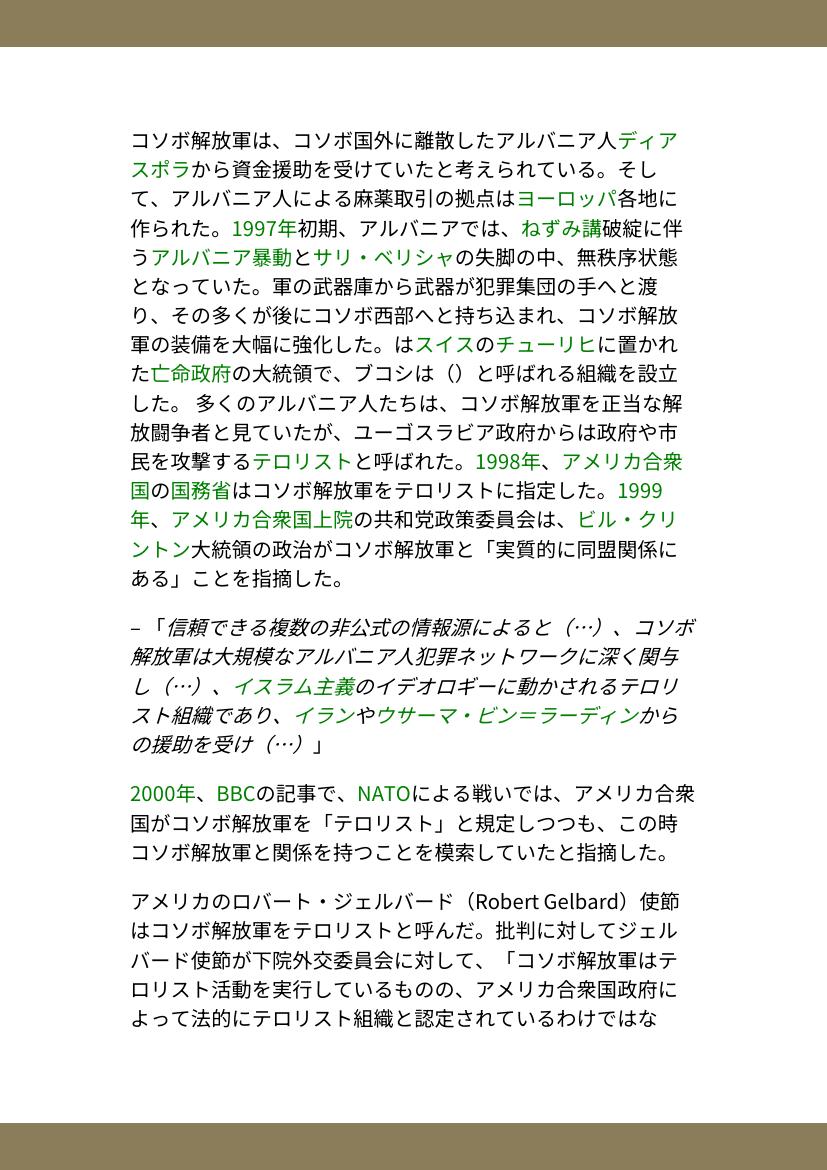 コソボ解放軍は、コソボ国外に離散したアルバニア人ディア
スポラから資金援助を受けていたと考えられている。そし
て、アルバニア人による麻薬取引の拠点はヨーロッパ各地に
作られた。1997年初期、アルバニアでは、ねずみ講破綻に伴
うアルバニア暴動とサリ・ベリシャの失脚の中、無秩序状態
となっていた。軍の武器庫から武器が犯罪集団の手へと渡
り、その多くが後にコソボ西部へと持ち込まれ、コソボ解放
軍の装備を大幅に強化した。はスイスのチューリヒに置かれ
た亡命政府の大統領で、ブコシは（）と呼ばれる組織を設立
した。 多くのアルバニア人たちは、コソボ解放軍を正当な解
放闘争者と見ていたが、ユーゴスラビア政府からは政府や市
民を攻撃するテロリストと呼ばれた。1998年、アメリカ合衆
国の国務省はコソボ解放軍をテロリストに指定した。1999
年、アメリカ合衆国上院の共和党政策委員会は、ビル・クリ
ントン大統領の政治がコソボ解放軍と「実質的に同盟関係に
ある」ことを指摘した。
– 「信頼できる複数の非公式の情報源によると（…）、コソボ
解放軍は大規模なアルバニア人犯罪ネットワークに深く関与
し（…）、イスラム主義のイデオロギーに動かされるテロリ
スト組織であり、イランやウサーマ・ビン＝ラーディンから
の援助を受け（…）」
2000年、BBCの記事で、NATOによる戦いでは、アメリカ合衆
国がコソボ解放軍を「テロリスト」と規定しつつも、この時
コソボ解放軍と関係を持つことを模索していたと指摘した。
アメリカのロバート・ジェルバード（Robert Gelbard）使節
はコソボ解放軍をテロリストと呼んだ。批判に対してジェル
バード使節が下院外交委員会に対して、「コソボ解放軍はテ
ロリスト活動を実行しているものの、アメリカ合衆国政府に
よって法的にテロリスト組織と認定されているわけではな